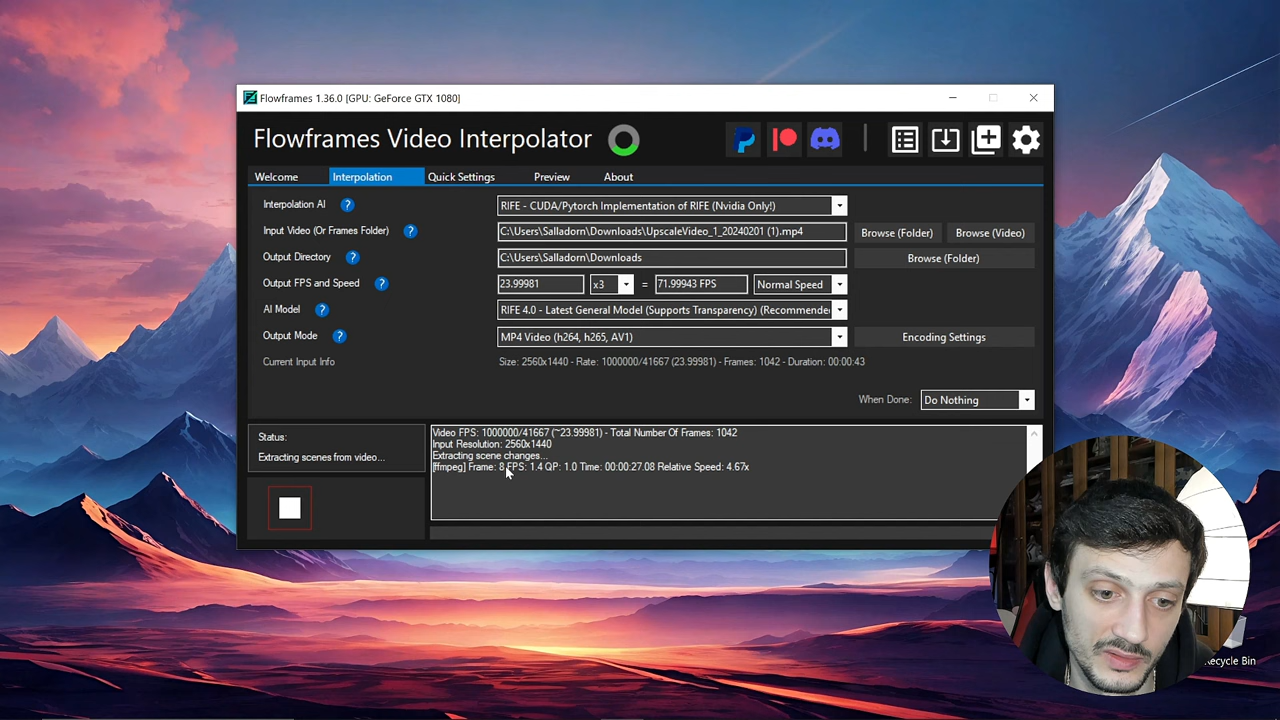 Flowframes 1.36.0 [GPU: GeForce GTX 1080]
Flowframes Video Interpolator
Welcome Interpolation Quick Settings Preview About
Interpolation AI ? RIFE - CUDA/Pytorch Implementation of RIFE (Nvidia Only!)
Input Video (Or Frames Folder) ? C:\Users\Salladorn\Downloads\UpscaleVideo_1_20240201 (1).mp4 Browse (Folder) Browse (Video)
Output Directory ? C:\Users\Salladorn\Downloads Browse (Folder)
Output FPS and Speed ? 23.99981 x3 = 71.99943 FPS Normal Speed
AI Model ? RIFE 4.0 - Latest General Model (Supports Transparency) (Recommende
Output Mode ? MP4 Video (h264, h265, AV1) Encoding Settings
Current Input Info Size: 2560x1440 - Rate: 1000000/41667 (23.99981) - Frames: 1042 - Duration: 00:00:43
When Done: Do Nothing
Status:
Extracting scenes from video...
Video FPS: 1000000/41667 (~23.99981) - Total Number Of Frames: 1042
Input Resolution: 2560x1440
Extracting scene changes...
[ffmpeg] Frame: 8 FPS: 1.4 QP: 1.0 Time: 00:00:27.08 Relative Speed: 4.67x
Recycle Bin